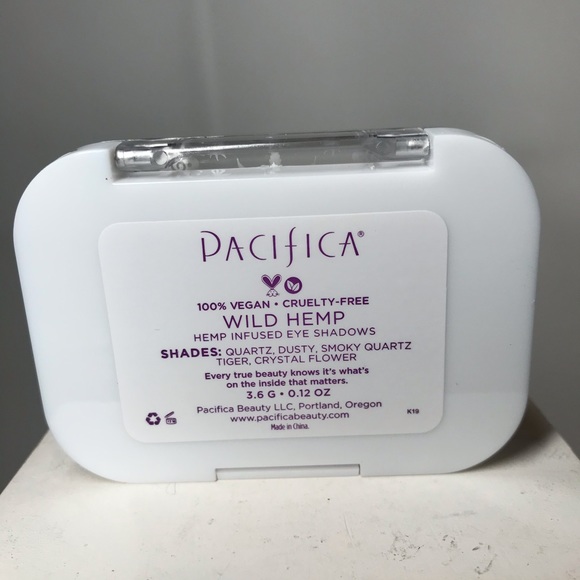 PACIFICA®
100% VEGAN • CRUELTY-FREE
WILD HEMP
HEMP INFUSED EYE SHADOWS
SHADES: QUARTZ, DUSTY, SMOKY QUARTZ
TIGER, CRYSTAL FLOWER
Every true beauty knows it's what's
on the inside that matters.
3.6 G • 0.12 OZ
Pacifica Beauty LLC, Portland, Oregon
www.pacificabeauty.com
Made in China.
K19